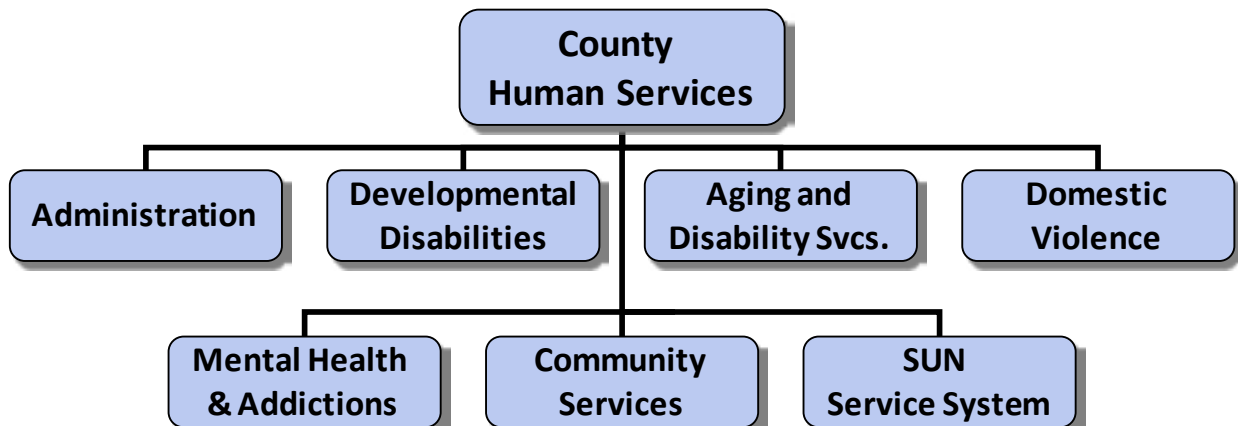 County
Human Services
Administration
Developmental
Disabilities
Aging and
Disability Svcs.
Domestic
Violence
Mental Health
& Addictions
Community
Services
SUN
Service System